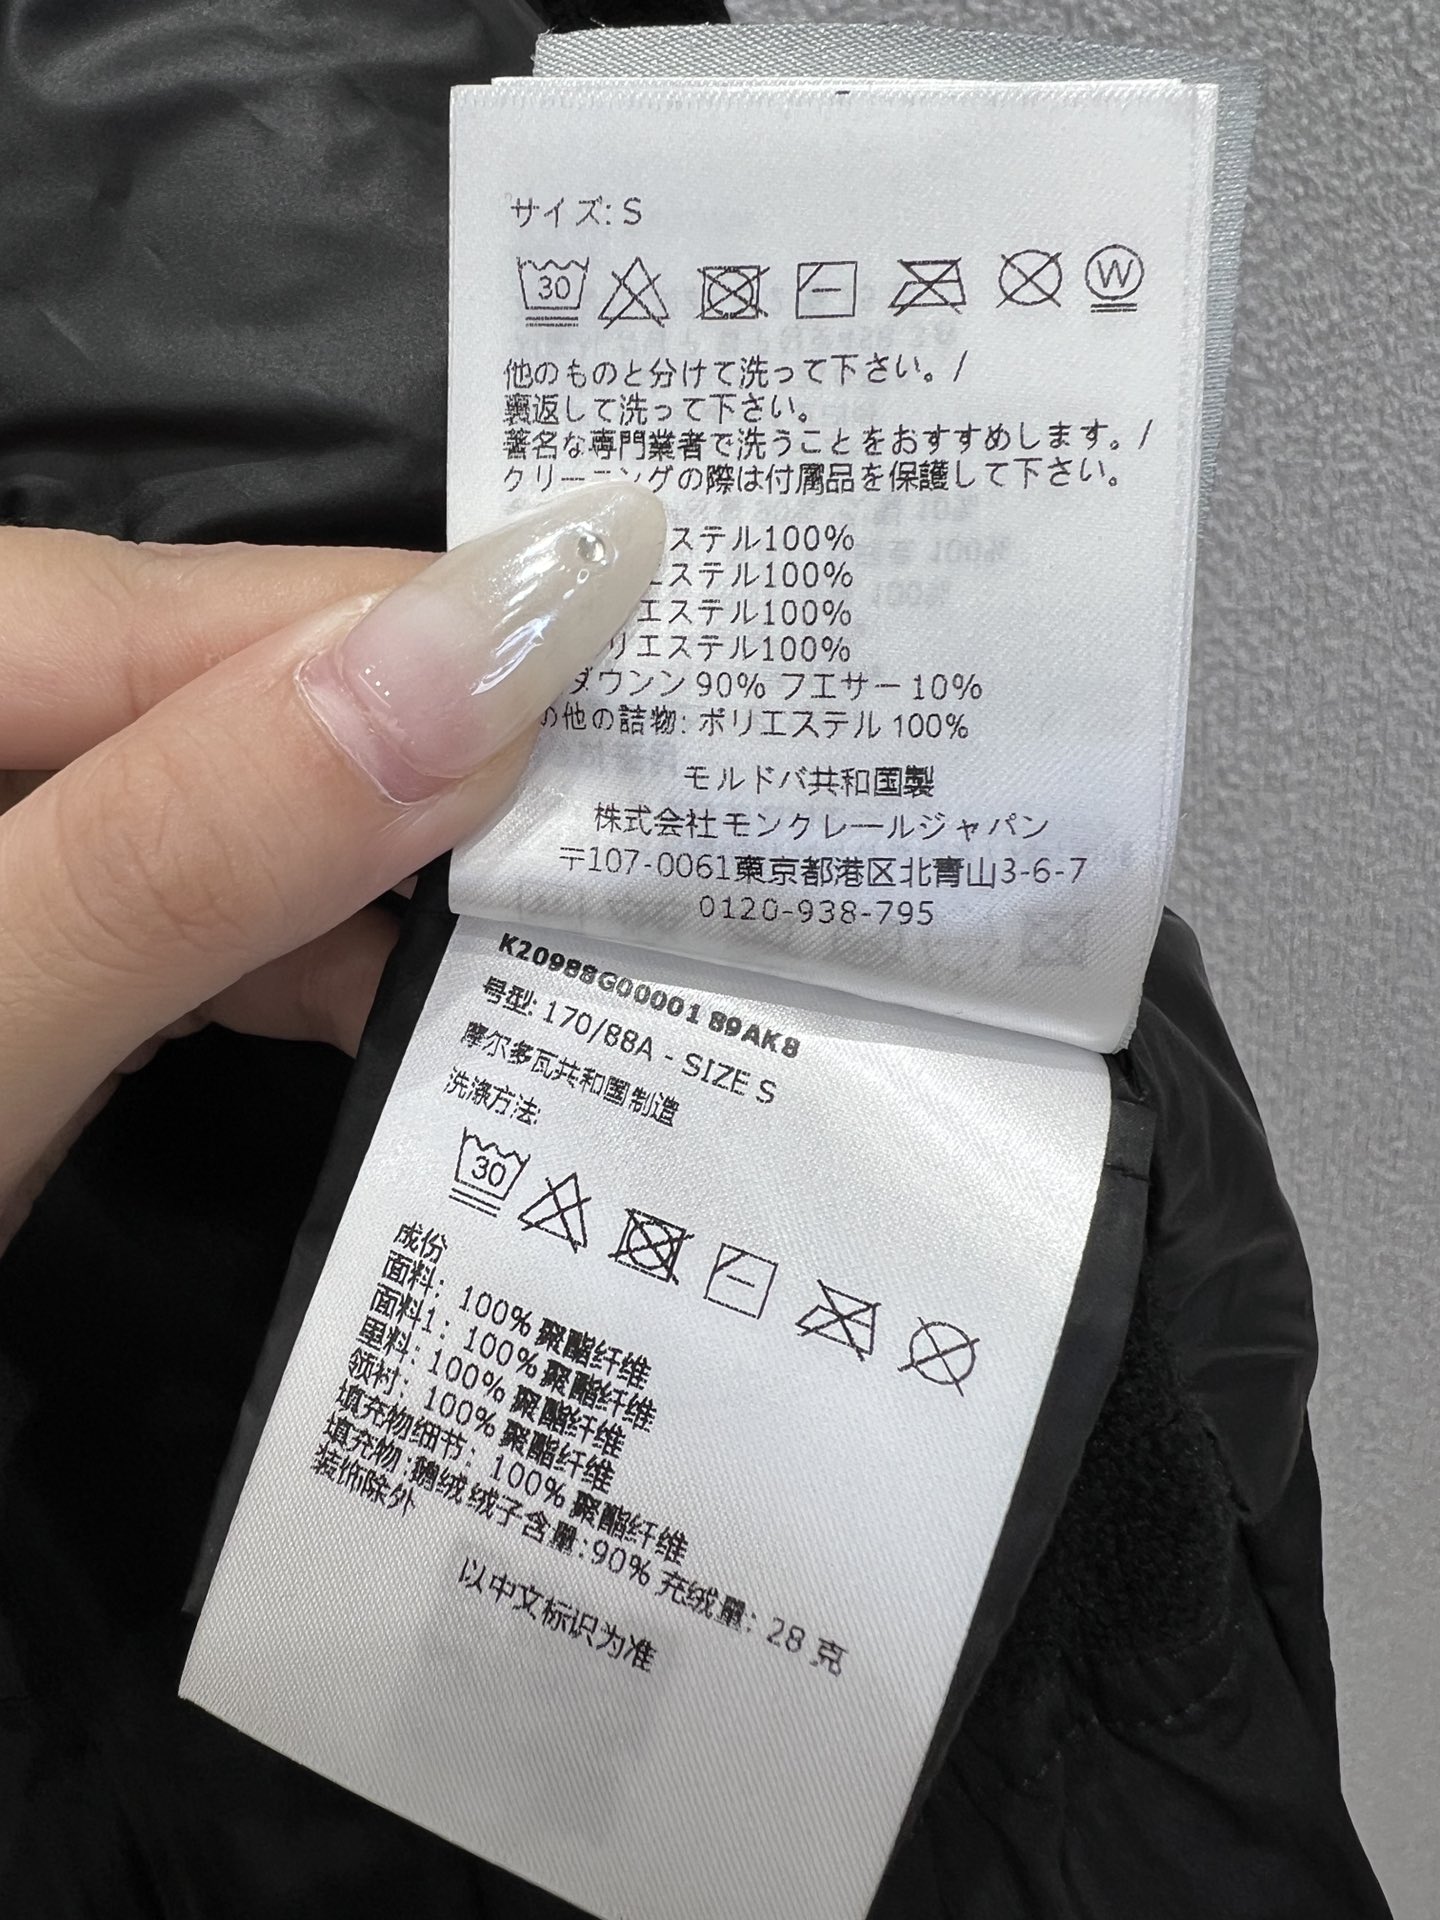 サイズ: S
30
W
他のものと分けて洗って下さい。/
裏返して洗って下さい。
著名な専門業者で洗うことをおすすめします。/
クリーニングの際は付属品を保護して下さい。
ステル100%
エステル100%
エステル100%
リエステル100%
ダウンン 90% フエサー 10%
の他の詰物: ポリエステル 100%
モルドバ共和国製
株式会社モンクレールジャパン
〒107-0061東京都港区北青山3-6-7
0120-938-795
K20988G00001 89AK8
号型: 170/88A - SIZE S
摩尔多瓦共和国制造
洗涤方法:
30
成份
面料: 100% 聚酯纤维
面料1: 100% 聚酯纤维
里料: 100% 聚酯纤维
领衬: 100% 聚酯纤维
填充物细节: 100% 聚酯纤维
填充物:鹅绒 绒子含量:90% 充绒量: 28 克
装饰除外
以中文标识为准